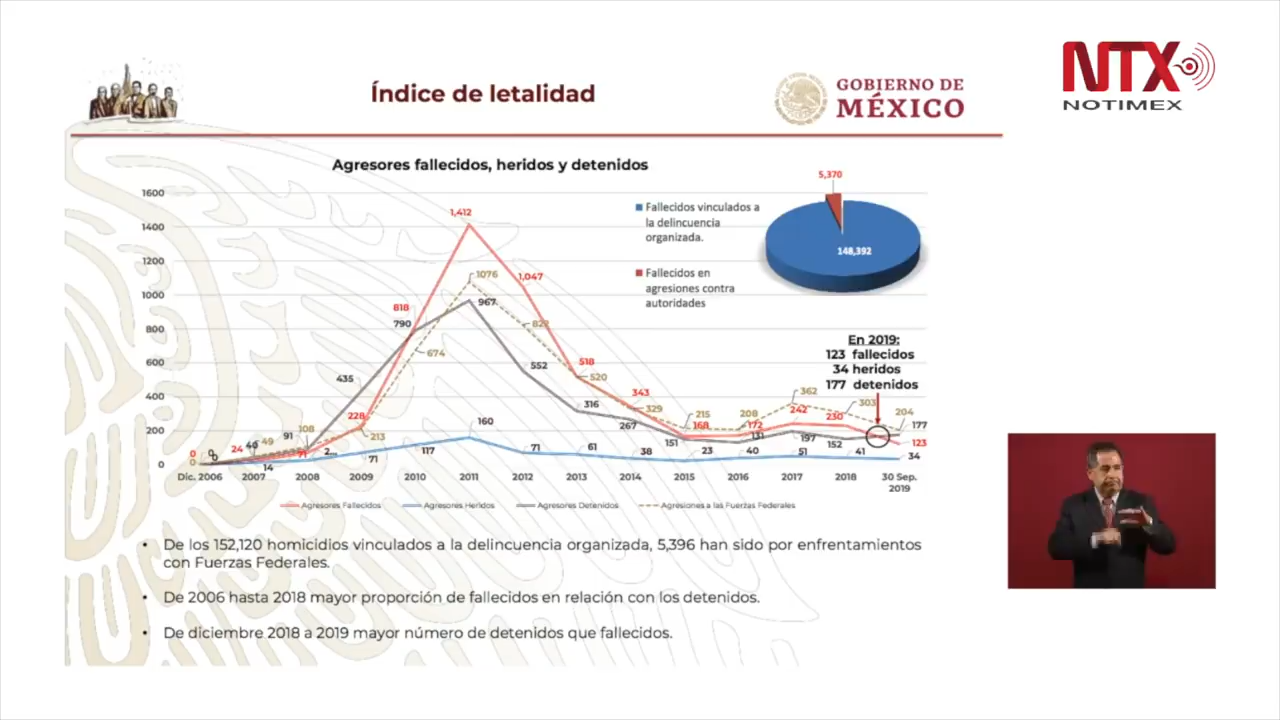 Índice de letalidad
GOBIERNO DE
MÉXICO
NTX
NOTIMEX
Agresores fallecidos, heridos y detenidos
5,370
148,392
Fallecidos vinculados a
la delincuencia
organizada.
Fallecidos en
agresiones contra
autoridades
En 2019:
123 fallecidos
34 heridos
177 detenidos
1600
1400
1200
1000
800
600
400
200
0
1,412
1076
967
1,047
552
818
790
674
435
518
520
316
343
329
267
228
213
160
117
108
91
71
71
49
24
14
0
0
71
61
38
215
168
151
23
208
172
131
40
362
242
197
51
303
230
152
41
204
177
123
34
Dic. 2006 2007 2008 2009 2010 2011 2012 2013 2014 2015 2016 2017 2018 30 Sep.
2019
Agresores Fallecidos Agresores Heridos Agresores Detenidos Agresiones a las Fuerzas Federales
• De los 152,120 homicidios vinculados a la delincuencia organizada, 5,396 han sido por enfrentamientos
con Fuerzas Federales.
• De 2006 hasta 2018 mayor proporción de fallecidos en relación con los detenidos.
• De diciembre 2018 a 2019 mayor número de detenidos que fallecidos.